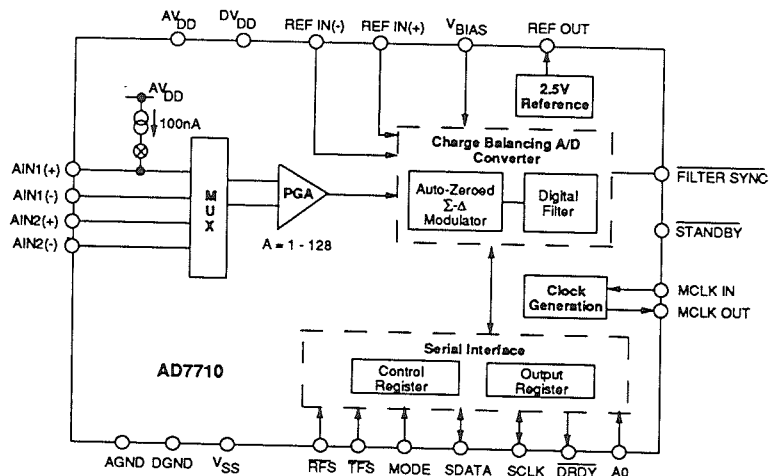 AVDD
DVDD
REF IN(-)
REF IN(+)
VBIAS
REF OUT
AVDD
100nA
2.5V
Reference
Charge Balancing A/D
Converter
Auto-Zeroed
Σ-Δ
Modulator
Digital
Filter
AIN1(+)
AIN1(-)
AIN2(+)
AIN2(-)
MUX
PGA
A = 1 - 128
FILTER SYNC
STANDBY
Clock
Generation
MCLK IN
MCLK OUT
Serial Interface
Control
Register
Output
Register
AD7710
AGND
DGND
VSS
RFS
TFS
MODE
SDATA
SCLK
DRDY
A0